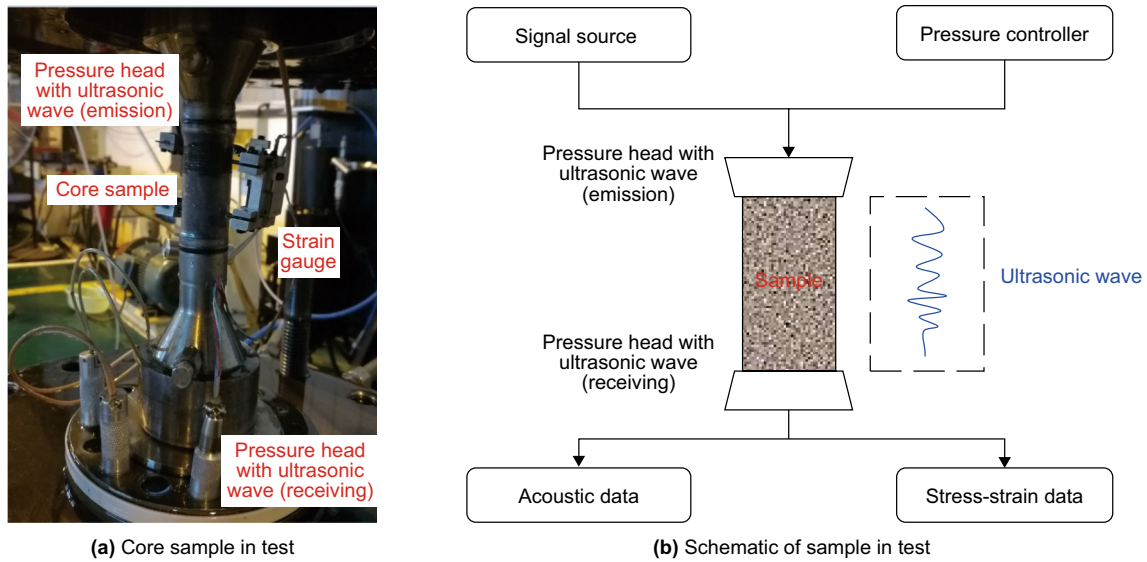 Pressure head
with ultrasonic
wave (emission)
Core sample
Strain
gauge
Pressure head
with ultrasonic
wave (receiving)
(a) Core sample in test
Signal source
Pressure controller
Pressure head with
ultrasonic wave
(emission)
Sample
Ultrasonic wave
Pressure head with
ultrasonic wave
(receiving)
Acoustic data
Stress-strain data
(b) Schematic of sample in test